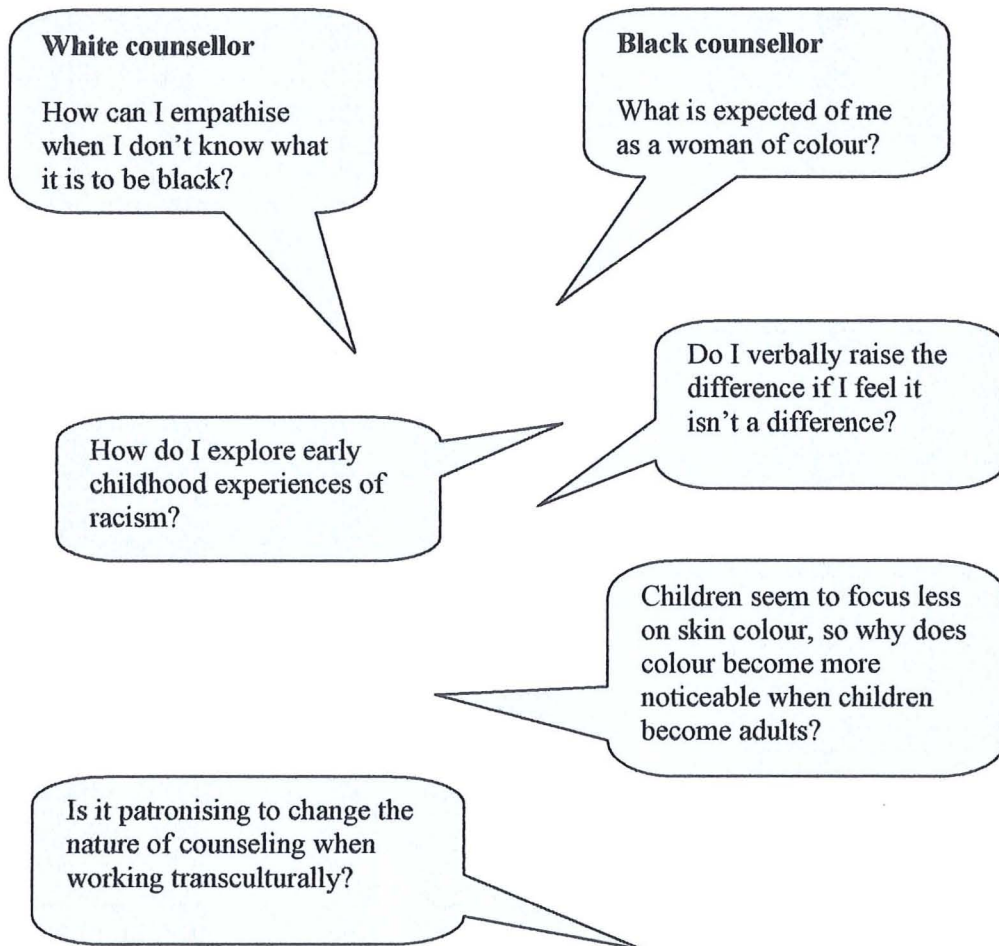 White counsellor
How can I empathise
when I don't know what
it is to be black?
Black counsellor
What is expected of me
as a woman of colour?
Do I verbally raise the
difference if I feel it
isn't a difference?
How do I explore early
childhood experiences of
racism?
Children seem to focus less
on skin colour, so why does
colour become more
noticeable when children
become adults?
Is it patronising to change the
nature of counseling when
working transculturally?